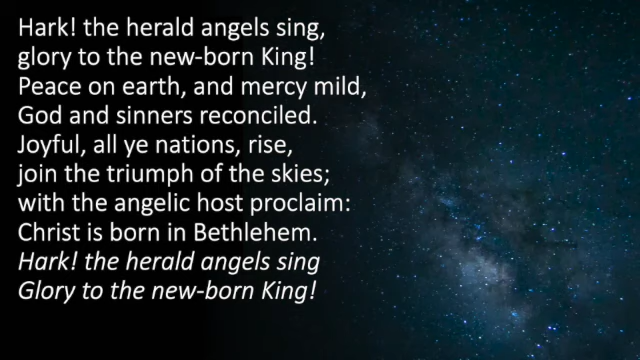 Hark! the herald angels sing,
glory to the new-born King!
Peace on earth, and mercy mild,
God and sinners reconciled.
Joyful, all ye nations, rise,
join the triumph of the skies;
with the angelic host proclaim:
Christ is born in Bethlehem.
Hark! the herald angels sing
Glory to the new-born King!